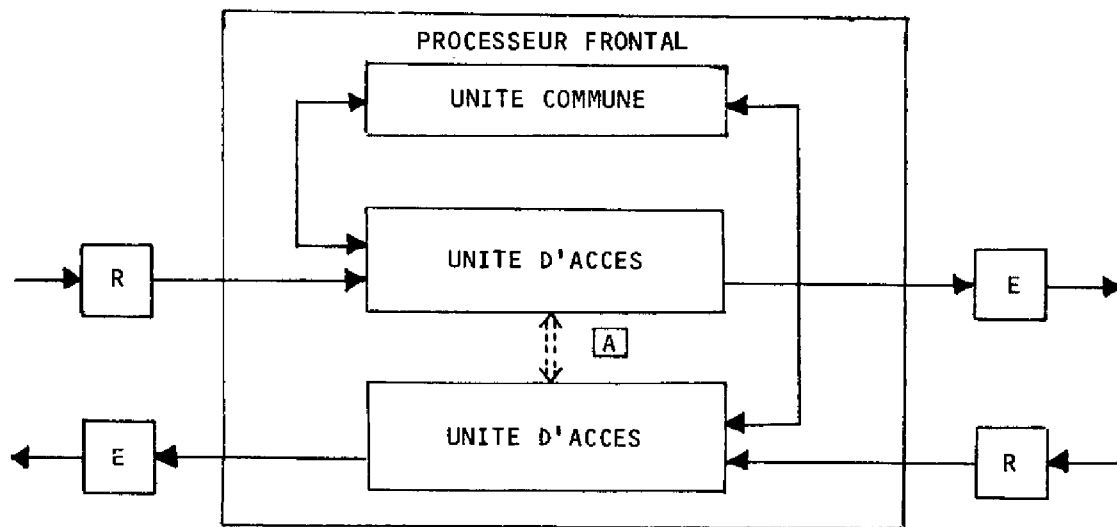 PROCESSEUR FRONTAL
UNITE COMMUNE
UNITE D'ACCES
R
E
A
UNITE D'ACCES
E
R